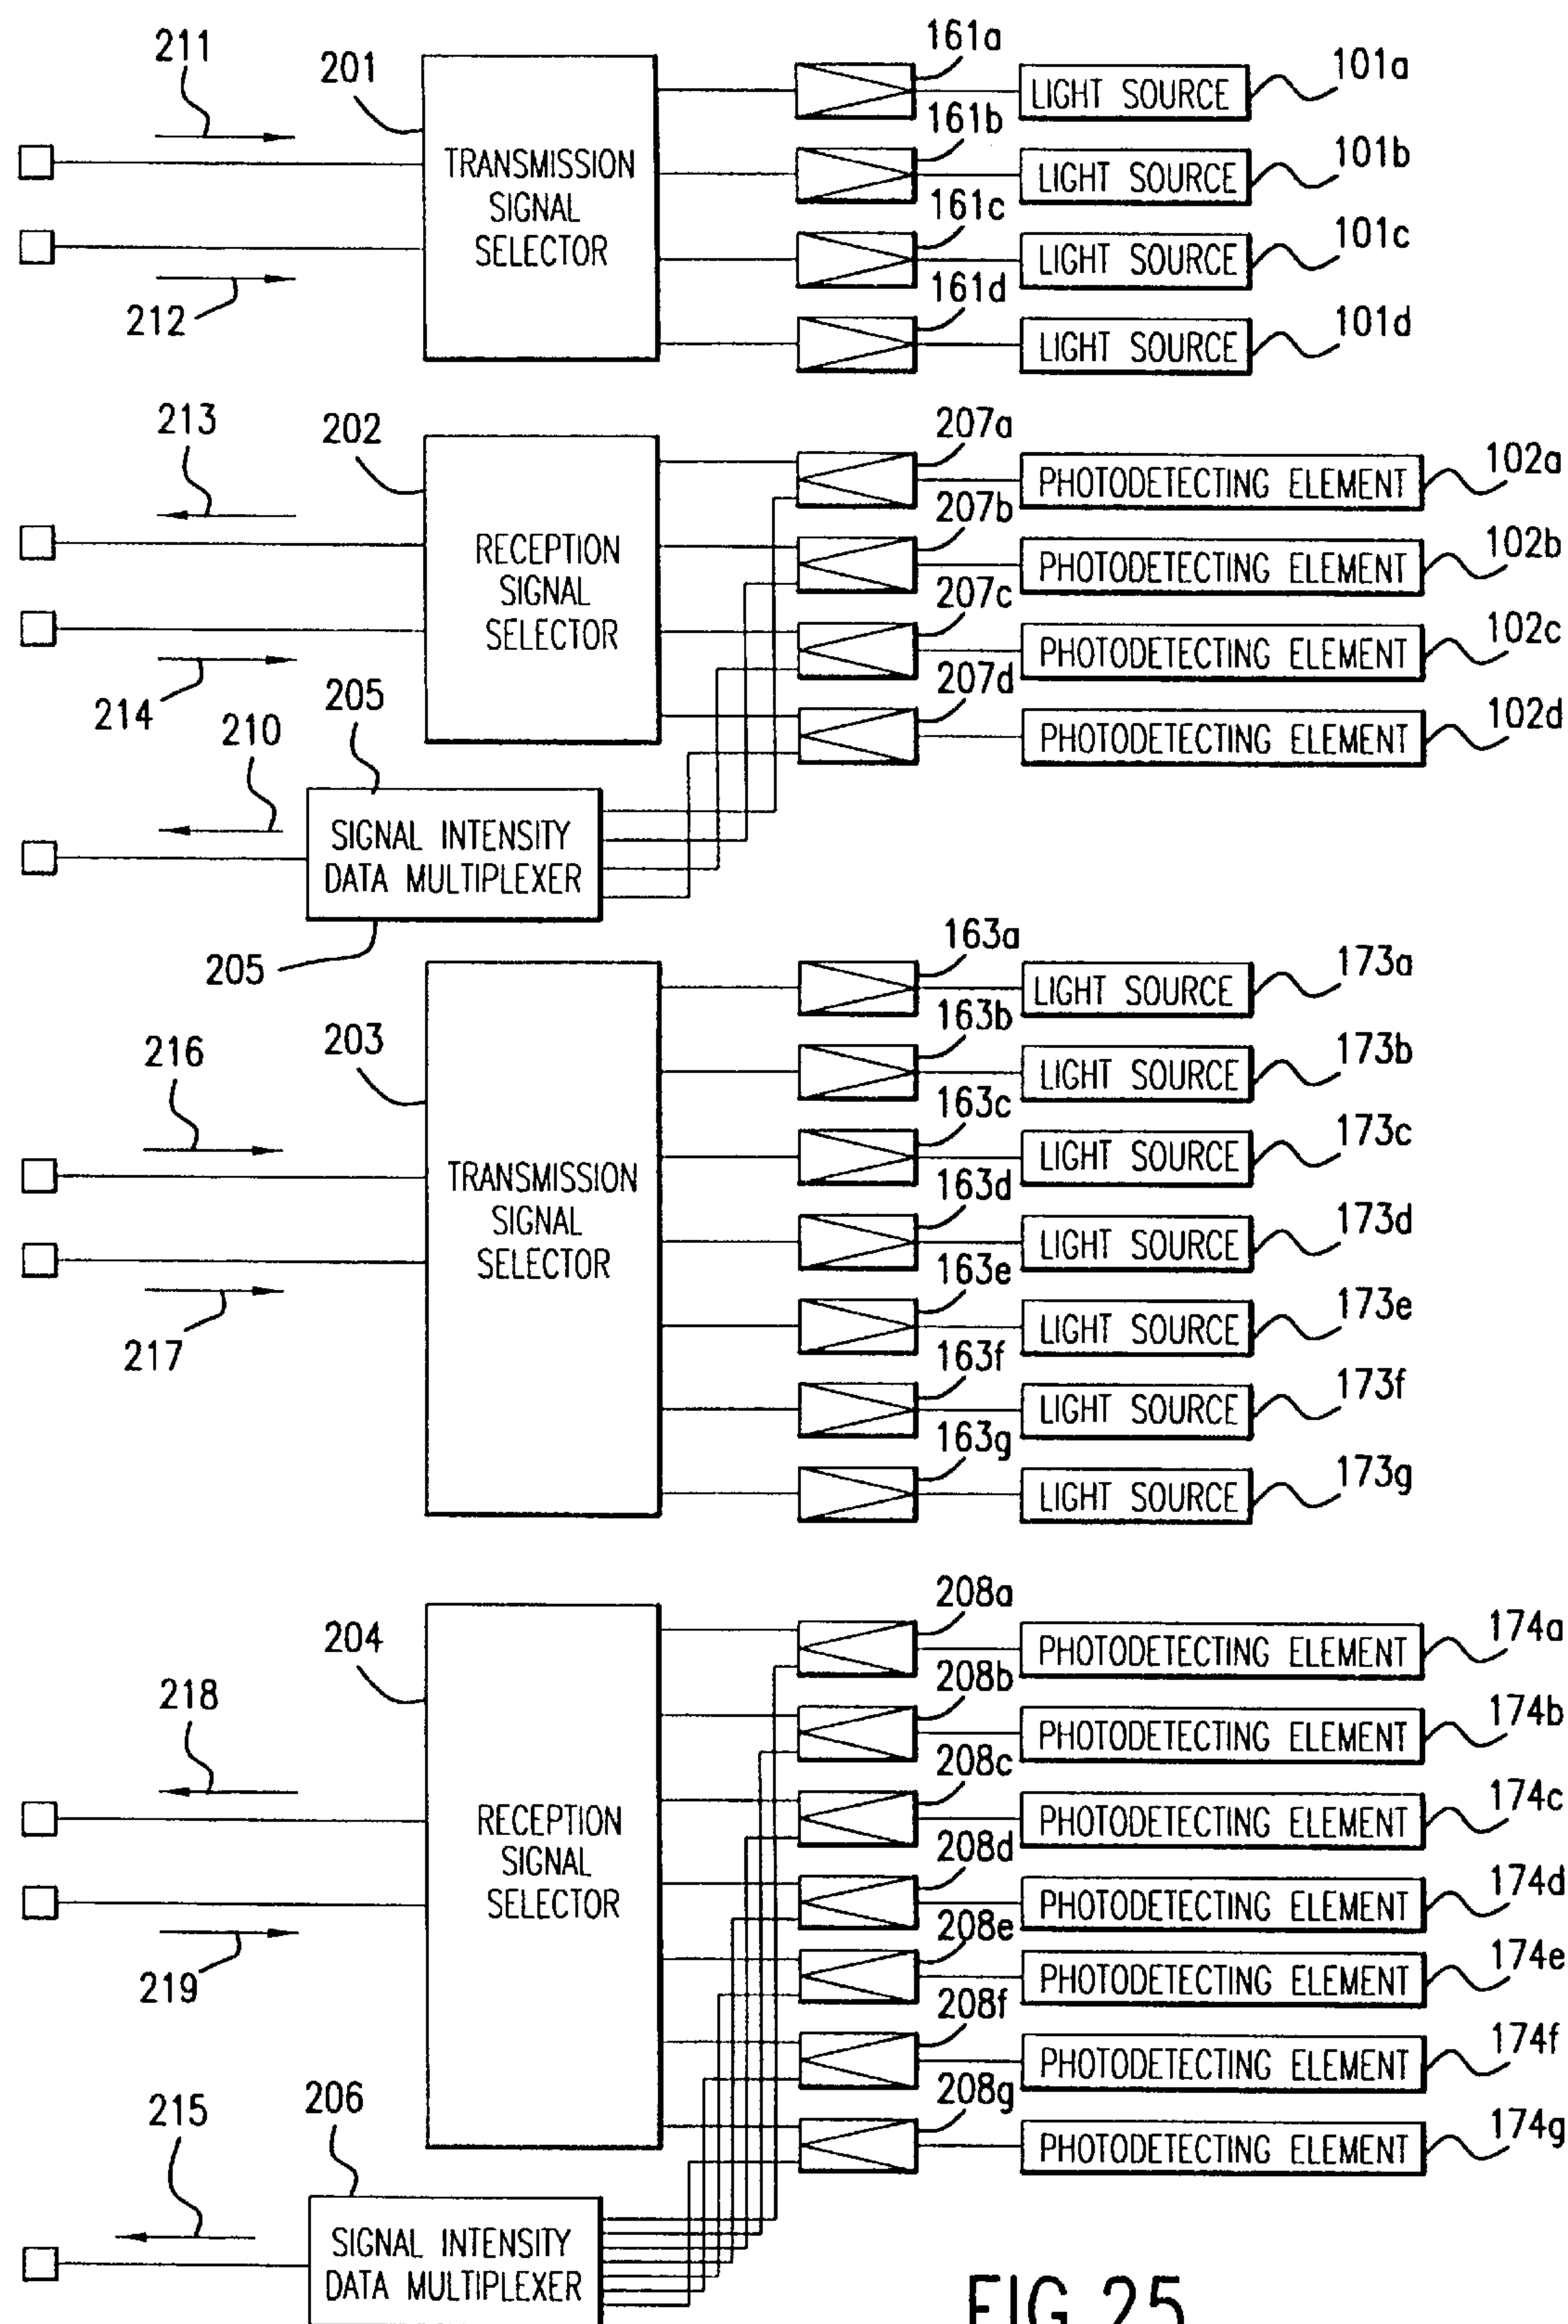 211
201
161a
101a
LIGHT SOURCE
161b
101b
TRANSMISSION
SIGNAL
SELECTOR
LIGHT SOURCE
161c
101c
LIGHT SOURCE
212
161d
101d
LIGHT SOURCE
213
202
207a
102a
PHOTODETECTING ELEMENT
207b
102b
RECEPTION
SIGNAL
SELECTOR
PHOTODETECTING ELEMENT
207c
102c
PHOTODETECTING ELEMENT
214
207d
102d
PHOTODETECTING ELEMENT
210
205
SIGNAL INTENSITY
DATA MULTIPLEXER
205
163a
173a
LIGHT SOURCE
216
203
163b
173b
LIGHT SOURCE
163c
173c
LIGHT SOURCE
TRANSMISSION
SIGNAL
SELECTOR
163d
173d
LIGHT SOURCE
217
163e
173e
LIGHT SOURCE
163f
173f
LIGHT SOURCE
163g
173g
LIGHT SOURCE
204
208a
174a
PHOTODETECTING ELEMENT
218
208b
174b
PHOTODETECTING ELEMENT
208c
174c
RECEPTION
SIGNAL
SELECTOR
PHOTODETECTING ELEMENT
208d
174d
PHOTODETECTING ELEMENT
219
208e
174e
PHOTODETECTING ELEMENT
208f
174f
PHOTODETECTING ELEMENT
215
206
208g
174g
PHOTODETECTING ELEMENT
SIGNAL INTENSITY
DATA MULTIPLEXER
FIG.25